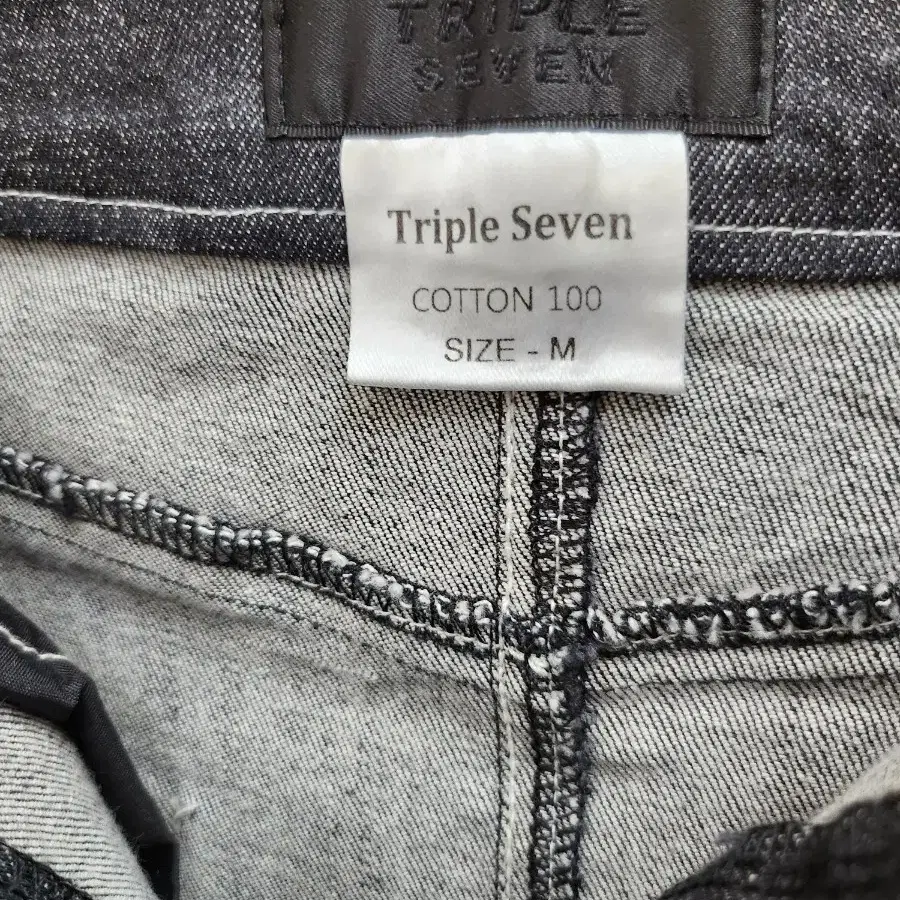 TRIPLE
SEVEN
Triple Seven
COTTON 100
SIZE - M